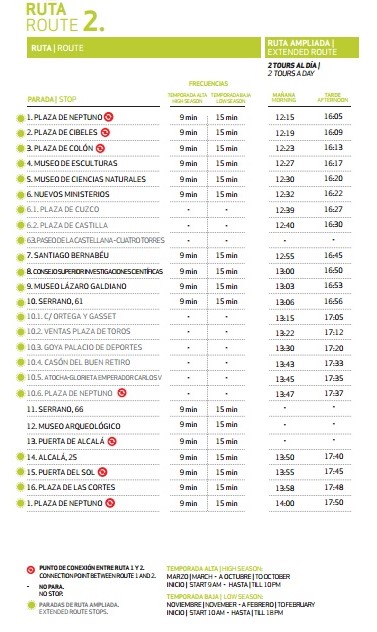 RUTA
ROUTE 2.
RUTA | ROUTE
RUTA AMPLIADA |
EXTENDED ROUTE
2 TOURS AL DÍA |
2 TOURS A DAY
FRECUENCIAS
PARADA | STOP
TEMPORADA ALTA TEMPORADA BAJA MAÑANA TARDE
HIGH SEASON LOW SEASON MORNING AFTERNOON
1. PLAZA DE NEPTUNO 9 min 15 min 12:15 16:05
2. PLAZA DE CIBELES 9 min 15 min 12:19 16:09
3. PLAZA DE COLÓN 9 min 15 min 12:23 16:13
4. MUSEO DE ESCULTURAS 9 min 15 min 12:27 16:17
5. MUSEO DE CIENCIAS NATURALES 9 min 15 min 12:30 16:20
6. NUEVOS MINISTERIOS 9 min 15 min 12:32 16:22
6.1. PLAZA DE CUZCO • • 12:39 16:27
6.2. PLAZA DE CASTILLA • • 12:40 16:30
6.3. PASEO DE LA CASTELLANA - CUATRO TORRES • • • •
7. SANTIAGO BERNABÉU 9 min 15 min 12:55 16:45
8. CONSEJO SUPERIOR INVESTIGACIONES CIENTÍFICAS 9 min 15 min 13:00 16:50
9. MUSEO LÁZARO GALDIANO 9 min 15 min 13:03 16:53
10. SERRANO, 61 9 min 15 min 13:06 16:56
10.1. C/ ORTEGA Y GASSET • • 13:15 17:05
10.2. VENTAS PLAZA DE TOROS • • 13:22 17:12
10.3. GOYA PALACIO DE DEPORTES • • 13:30 17:20
10.4. CASÓN DEL BUEN RETIRO • • 13:43 17:33
10.5. ATOCHA-GLORIETA EMPERADOR CARLOS V • • 13:45 17:35
10.6. PLAZA DE NEPTUNO • • 13:47 17:37
11. SERRANO, 66 9 min 15 min • •
12. MUSEO ARQUEOLÓGICO 9 min 15 min • •
13. PUERTA DE ALCALÁ 9 min 15 min • •
14. ALCALÁ, 25 9 min 15 min 13:50 17:40
15. PUERTA DEL SOL 9 min 15 min 13:55 17:45
16. PLAZA DE LAS CORTES 9 min 15 min 13:58 17:48
1. PLAZA DE NEPTUNO 9 min 15 min 14:00 17:50
PUNTO DE CONEXIÓN ENTRE RUTA 1 Y 2.
CONNECTION POINT BETWEEN ROUTE 1 AND 2.
• NO PARA.
NO STOP.
PARADAS DE RUTA AMPLIADA.
EXTENDED ROUTE STOPS.
TEMPORADA ALTA | HIGH SEASON:
MARZO | MARCH • A OCTUBRE | TO OCTOBER
INICIO | START 9 AM • HASTA | TILL 10 PM
TEMPORADA BAJA | LOW SEASON:
NOVIEMBRE | NOVEMBER • A FEBRERO | TO FEBRUARY
INICIO | START 10 AM • HASTA | TILL 18 PM